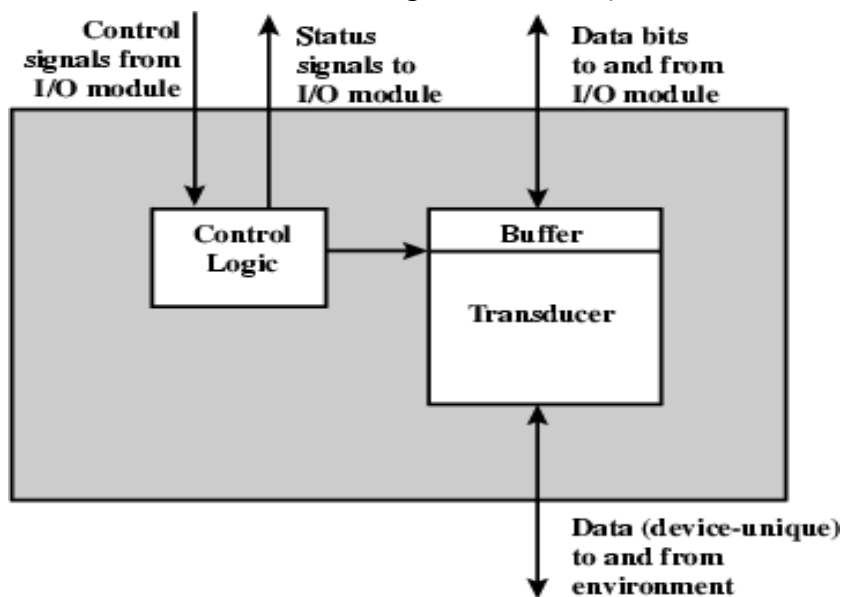 Control
signals from
I/O module
Status
signals to
I/O module
Data bits
to and from
I/O module
Control
Logic
Buffer
Transducer
Data (device-unique)
to and from
environment